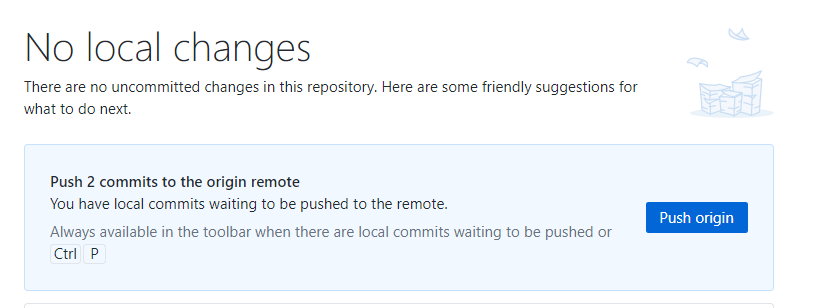 No local changes
There are no uncommitted changes in this repository. Here are some friendly suggestions for
what to do next.
Push 2 commits to the origin remote
You have local commits waiting to be pushed to the remote.
Always available in the toolbar when there are local commits waiting to be pushed or
Ctrl P
Push origin